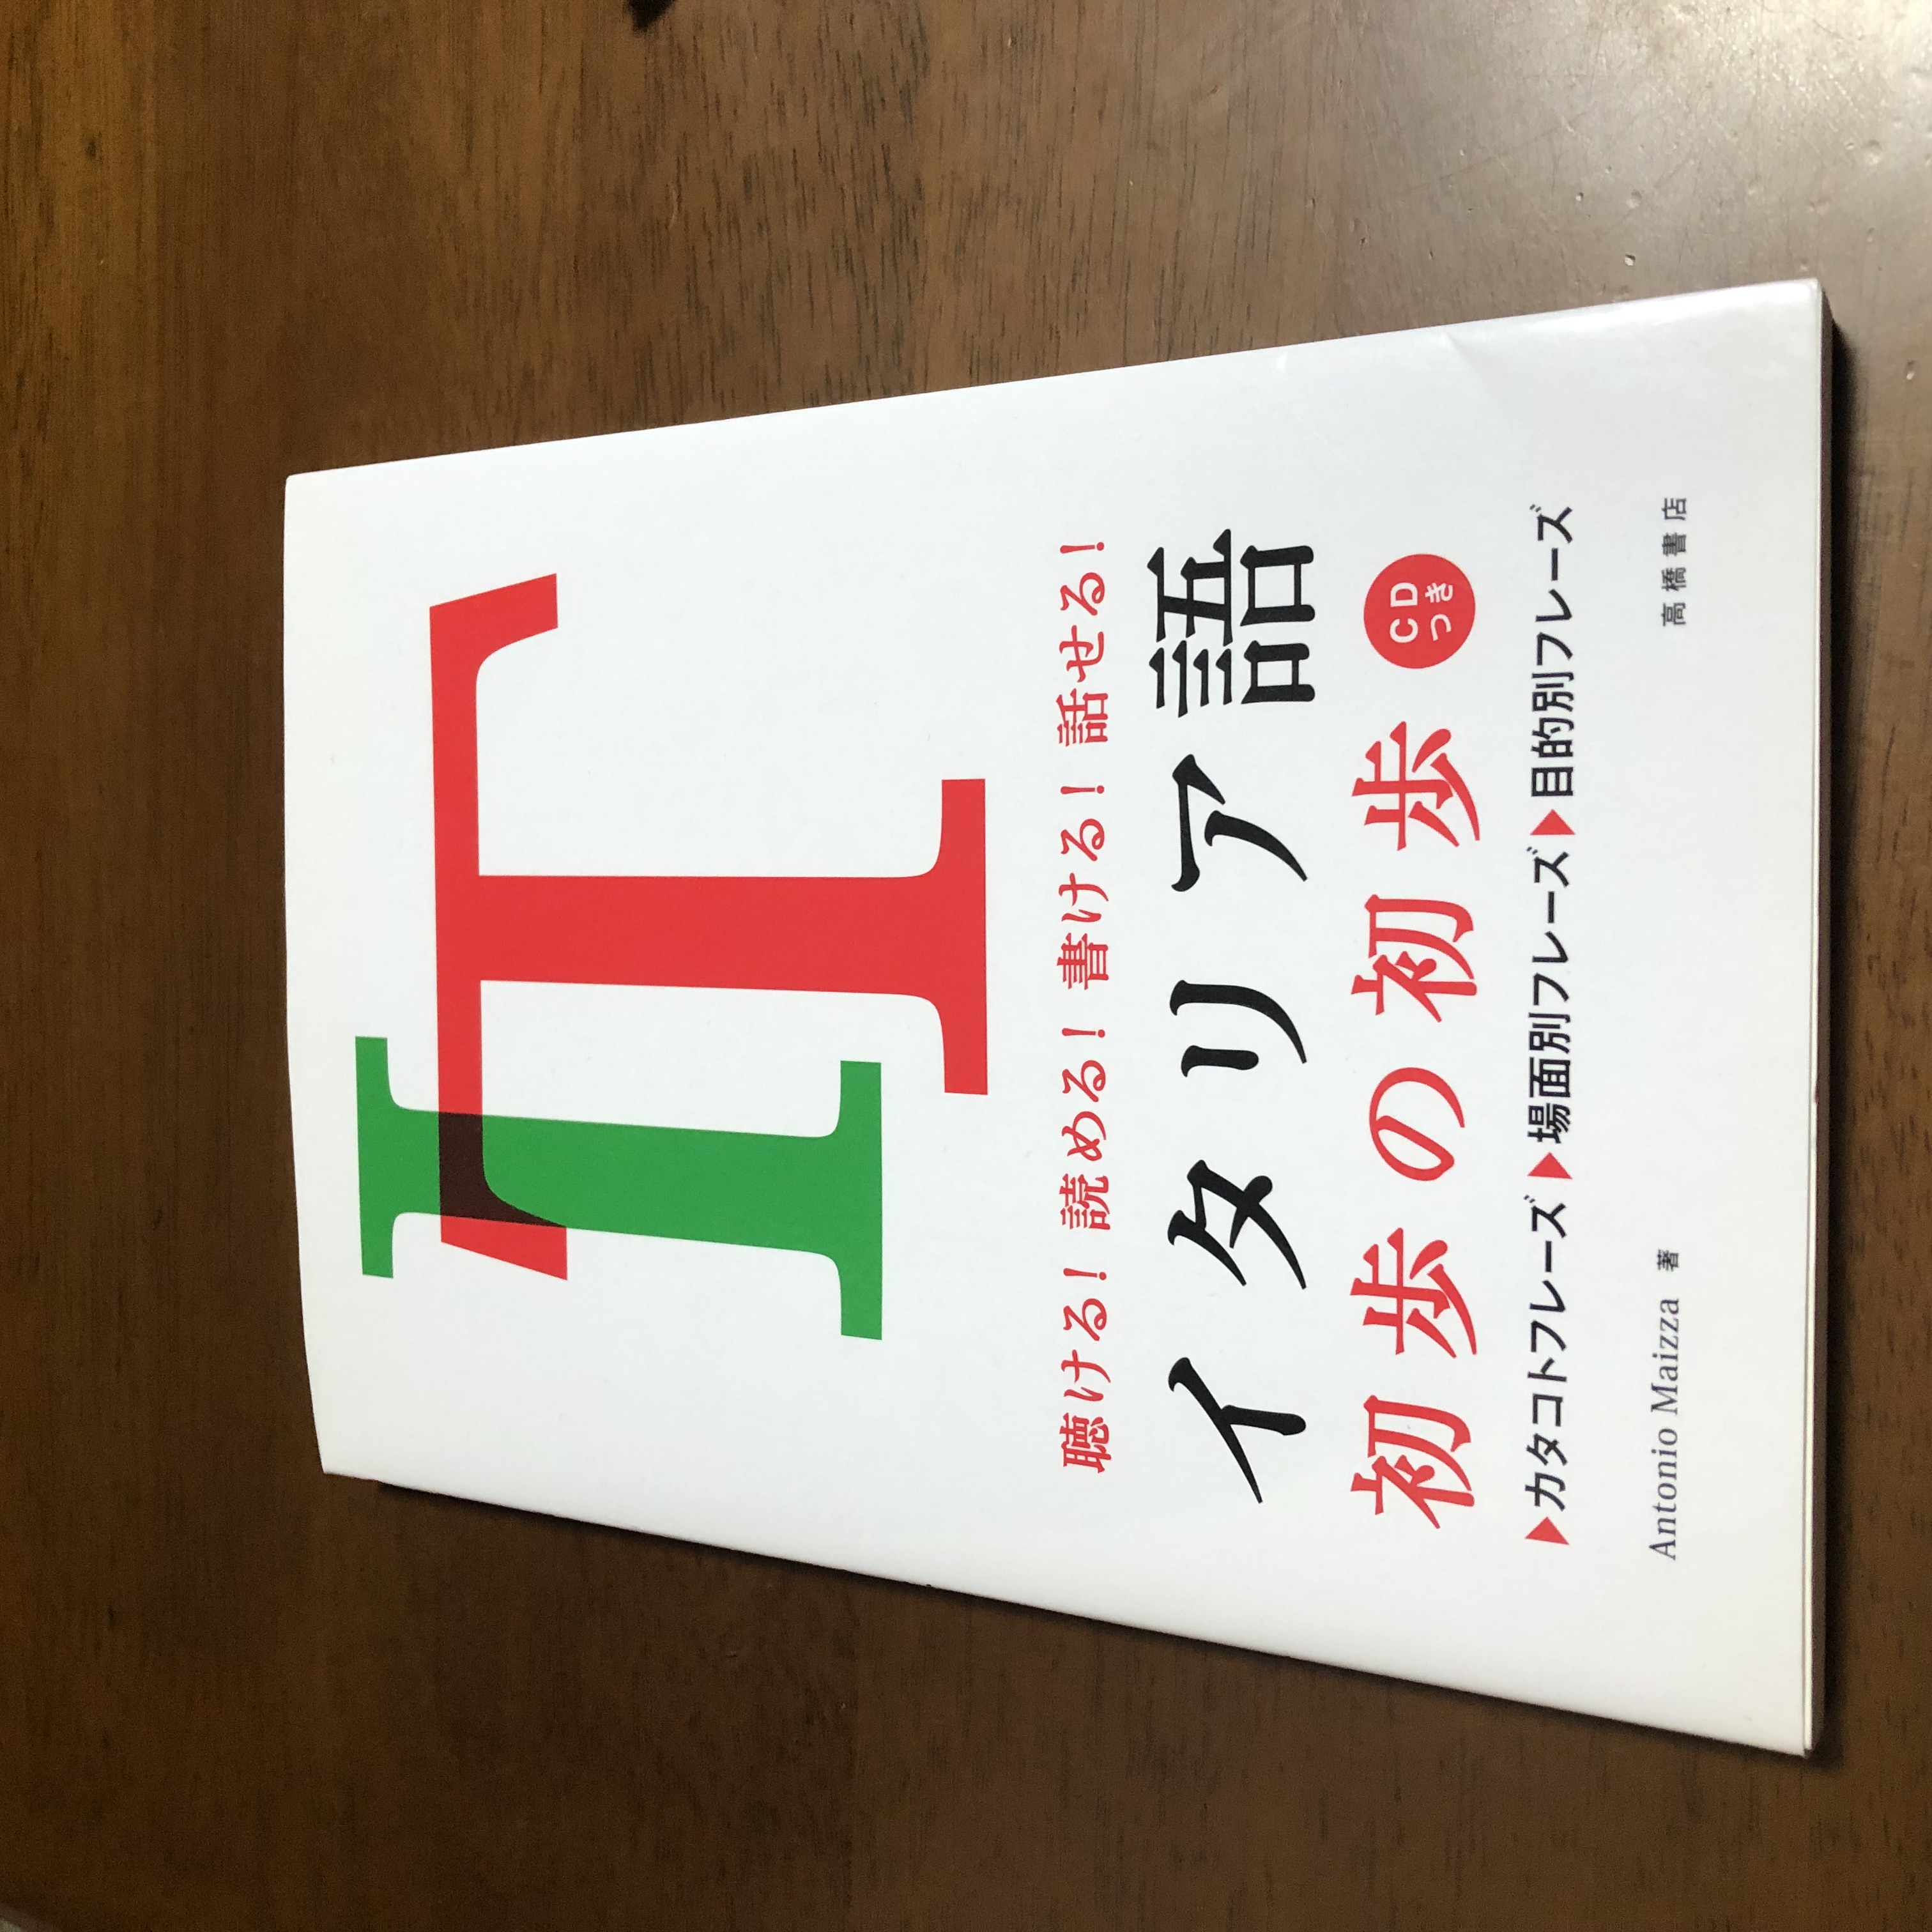 IT
聴ける！ 読める！ 書ける！ 話せる！
イタリア語
初歩の初歩
CD
つき
▶カタコトフレーズ ▶場面別フレーズ ▶目的別フレーズ
Antonio Maizza 著
高橋書店